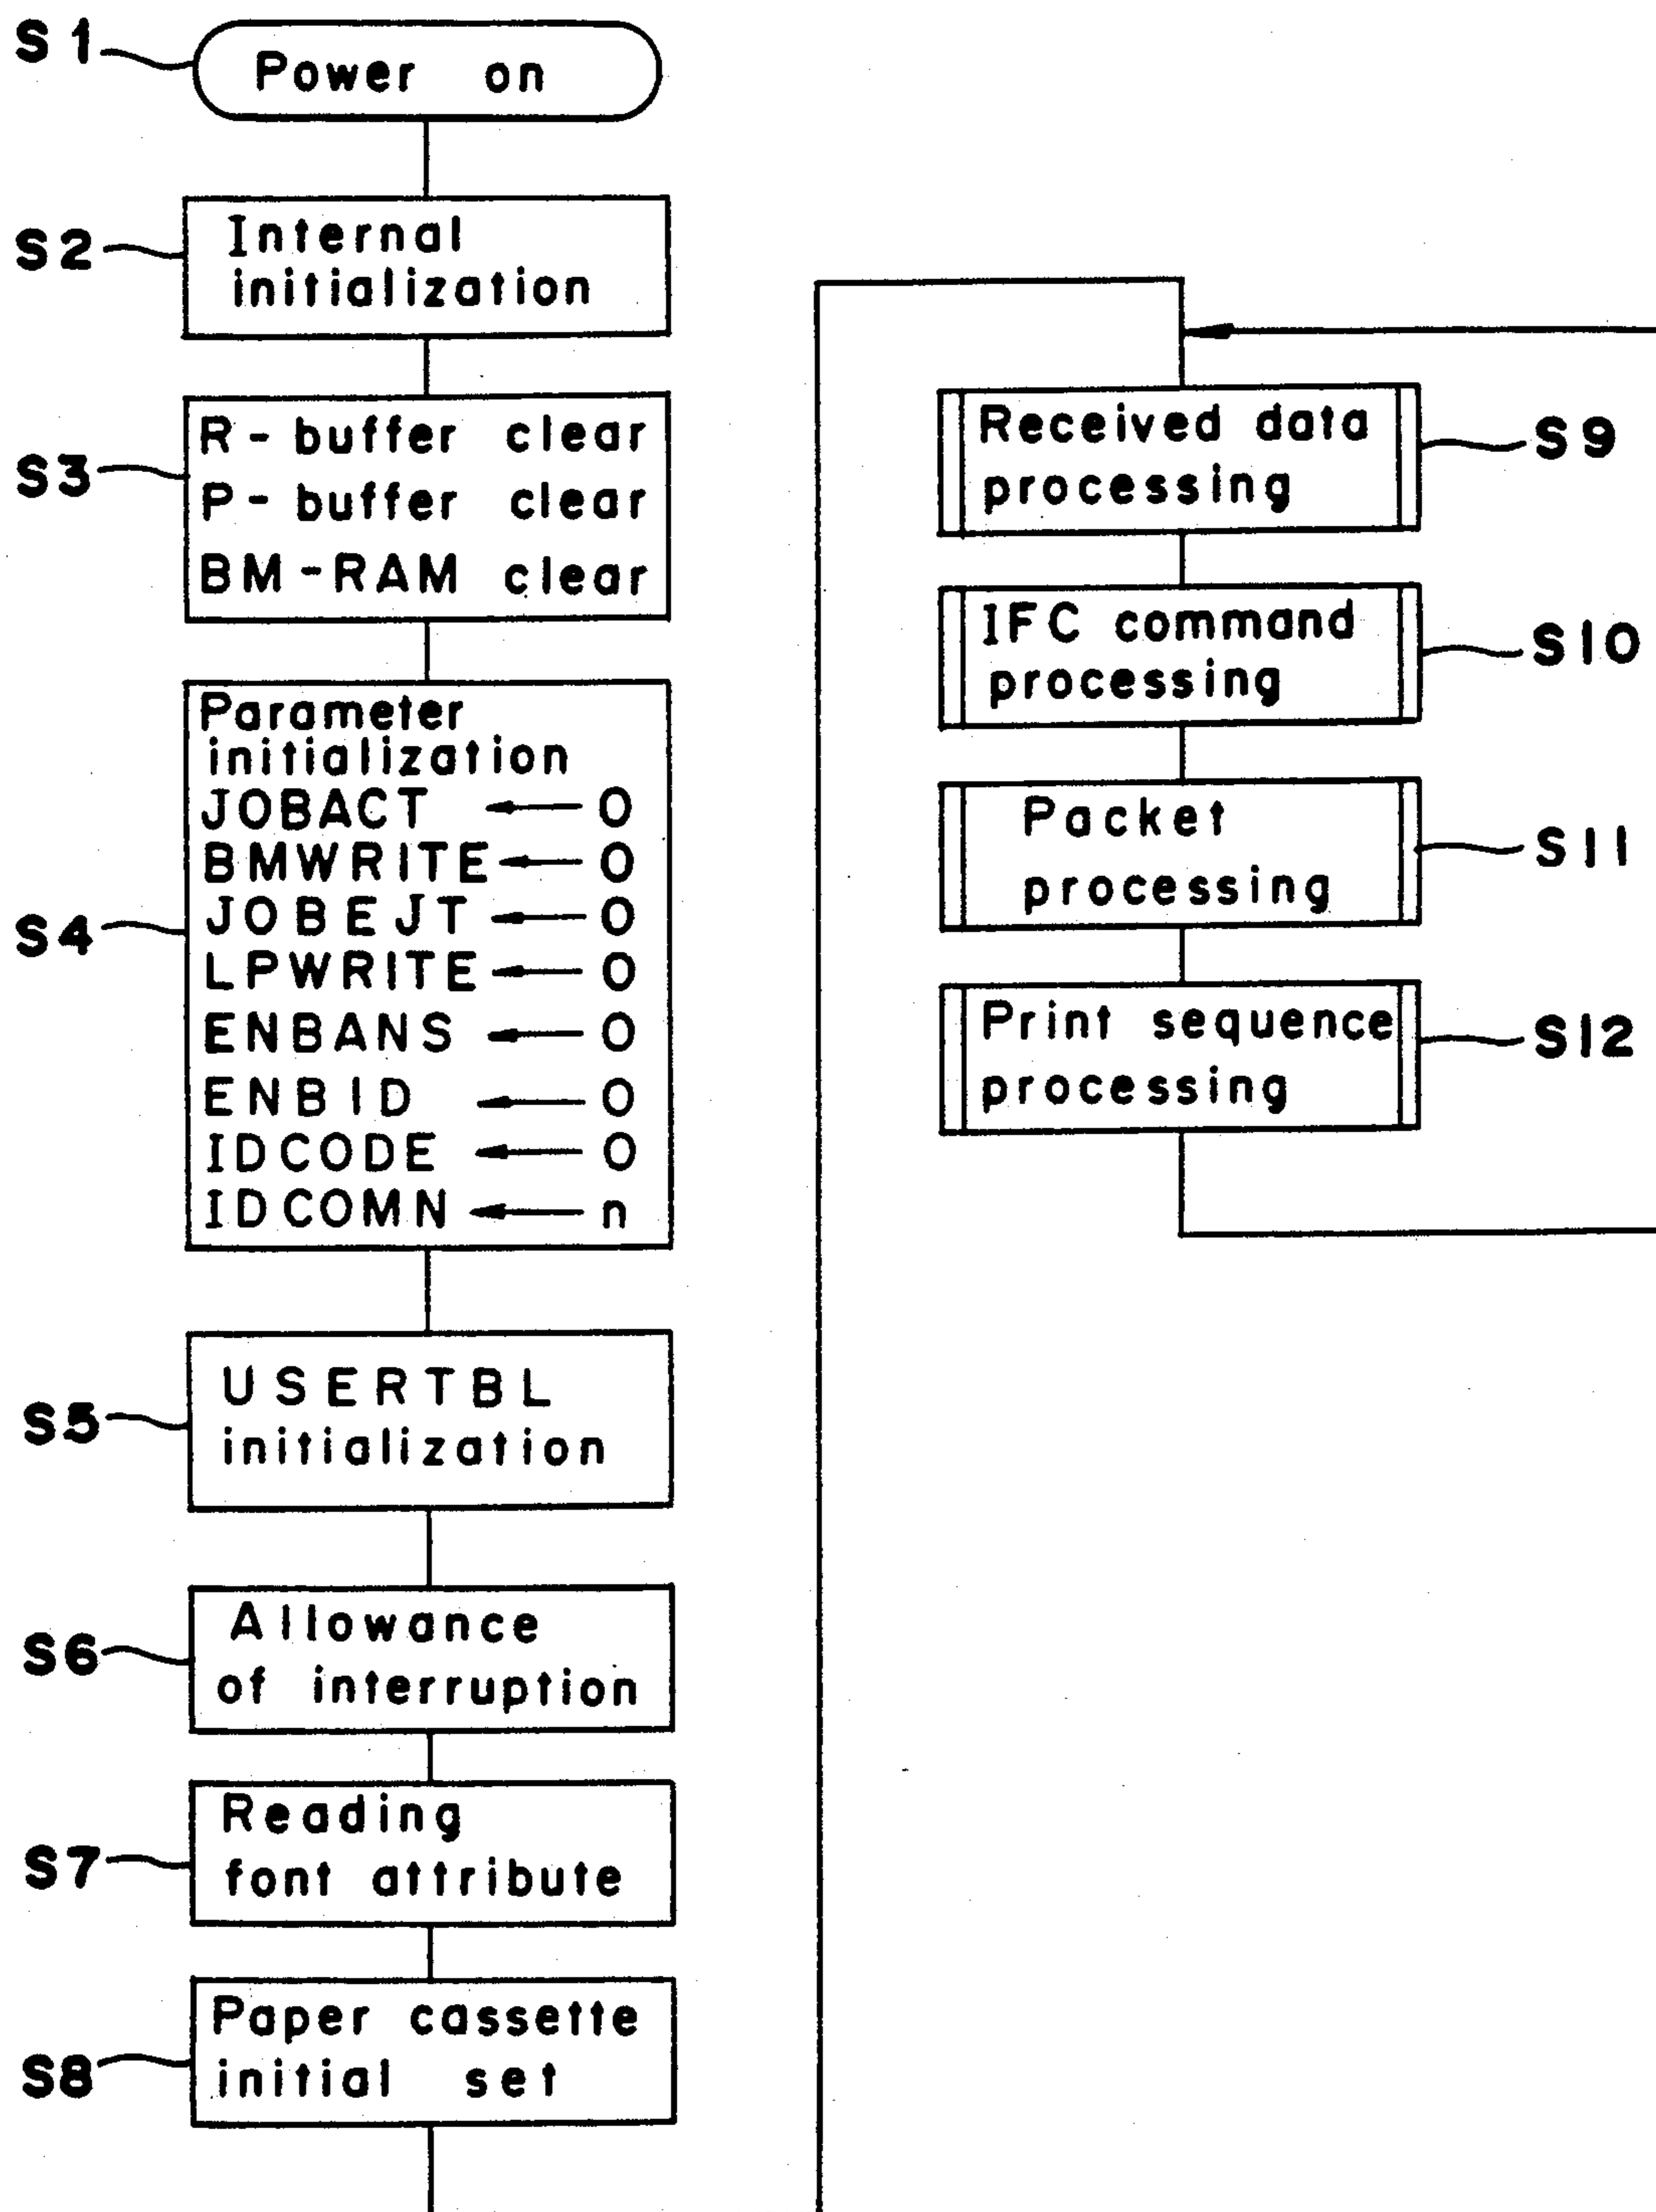 S1
Power on
S2
Internal
initialization
S3
R-buffer clear
P-buffer clear
BM-RAM clear
S4
Parameter
initialization
JOBACT ← 0
BMWRITE ← 0
JOBEJT ← 0
LPWRITE ← 0
ENBANS ← 0
ENBID ← 0
IDCODE ← 0
IDCOMN ← n
S5
USERTBL
initialization
S6
Allowance
of interruption
S7
Reading
font attribute
S8
Paper cassette
initial set
Received data
processing
S9
IFC command
processing
S10
Packet
processing
S11
Print sequence
processing
S12